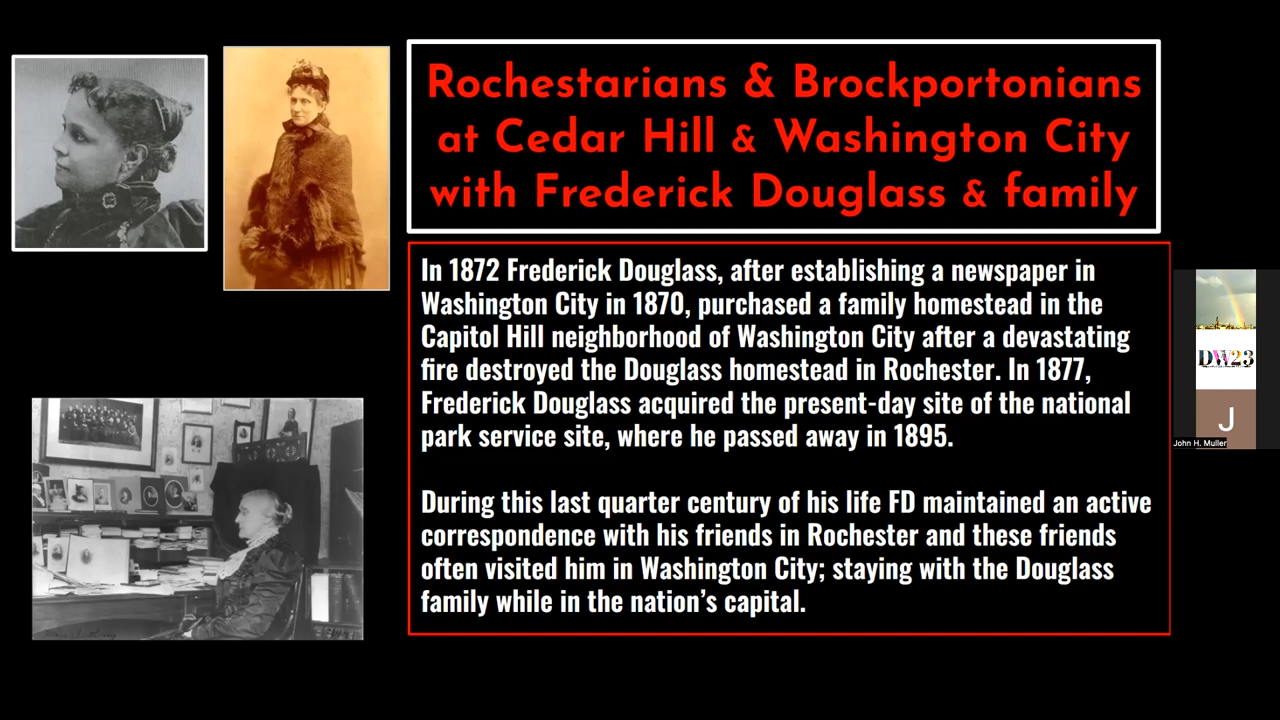 Rochestarians & Brockportonians
at Cedar Hill & Washington City
with Frederick Douglass & family
In 1872 Frederick Douglass, after establishing a newspaper in
Washington City in 1870, purchased a family homestead in the
Capitol Hill neighborhood of Washington City after a devastating
fire destroyed the Douglass homestead in Rochester. In 1877,
Frederick Douglass acquired the present-day site of the national
park service site, where he passed away in 1895.
During this last quarter century of his life FD maintained an active
correspondence with his friends in Rochester and these friends
often visited him in Washington City; staying with the Douglass
family while in the nation's capital.
DW23
J
John H. Muller